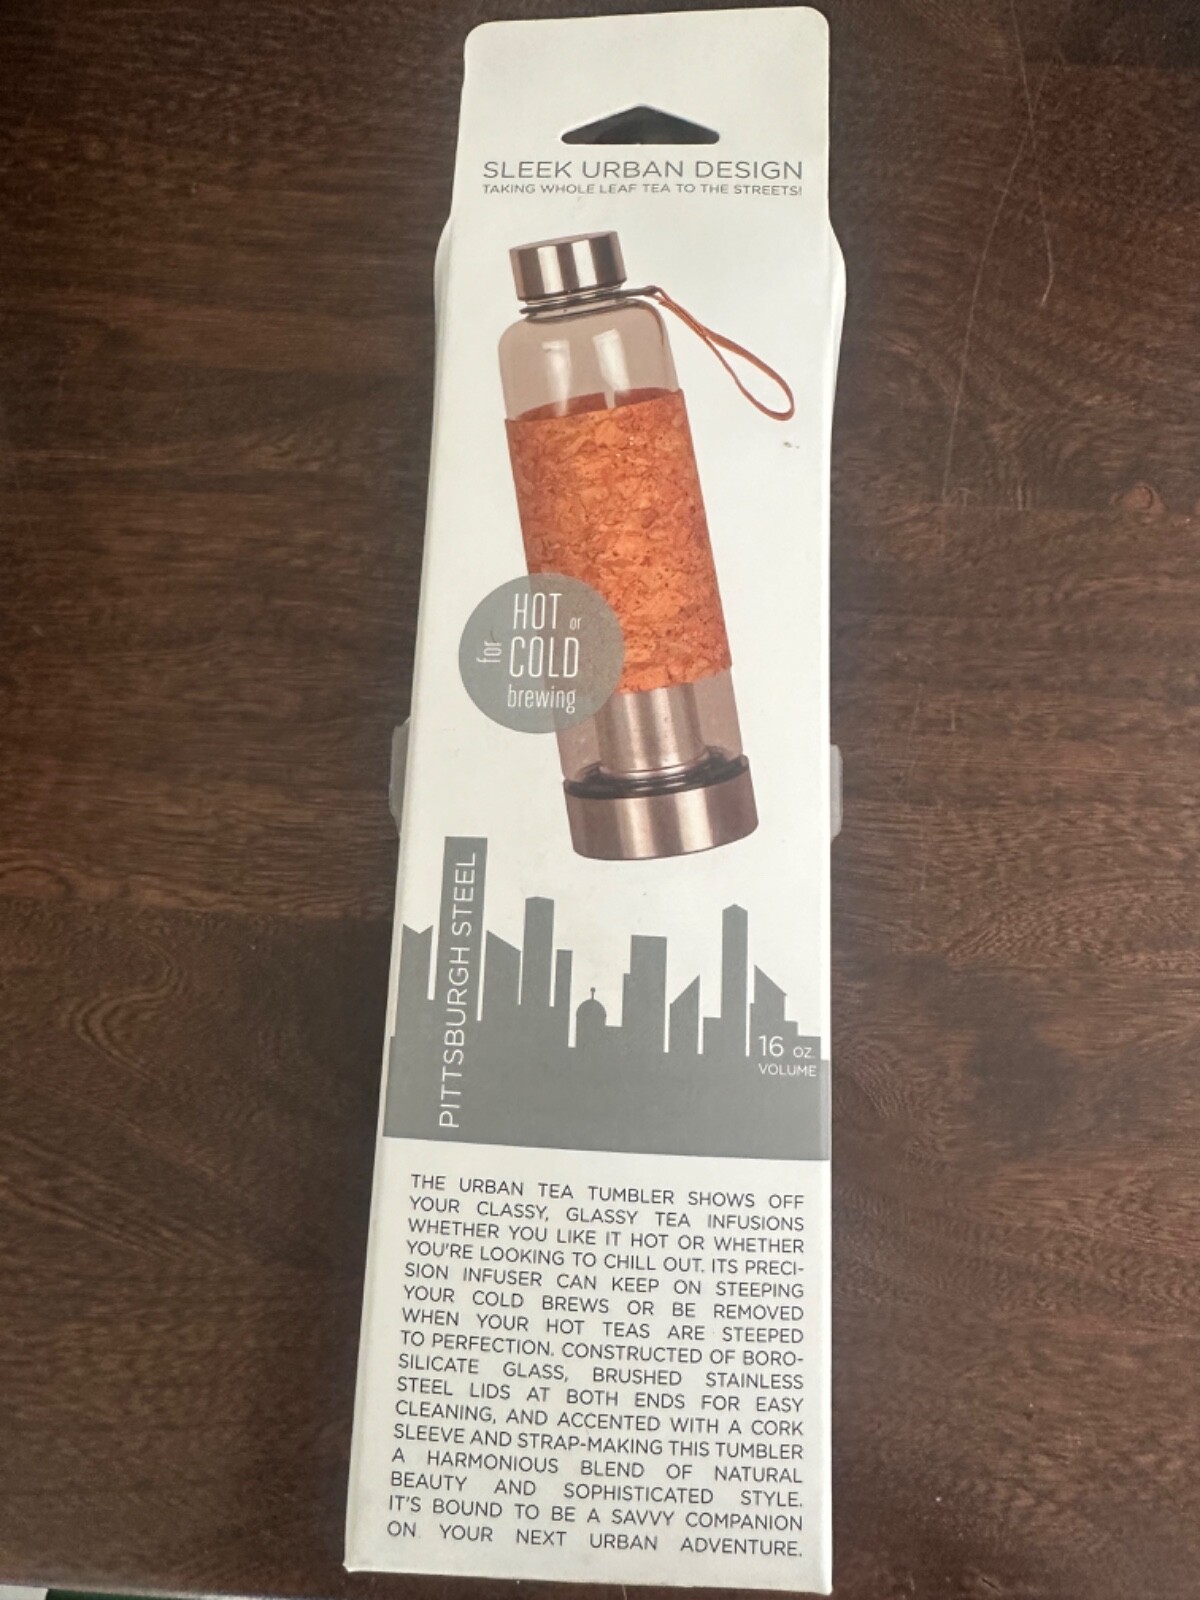 SLEEK URBAN DESIGN
TAKING WHOLE LEAF TEA TO THE STREETS!
for HOT or
COLD
brewing
PITTSBURGH STEEL
16 oz.
VOLUME
THE URBAN TEA TUMBLER SHOWS OFF
YOUR CLASSY, GLASSY TEA INFUSIONS
WHETHER YOU LIKE IT HOT OR WHETHER
YOU'RE LOOKING TO CHILL OUT. ITS PRECI-
SION INFUSER CAN KEEP ON STEEPING
YOUR COLD BREWS OR BE REMOVED
WHEN YOUR HOT TEAS ARE STEEPED
TO PERFECTION. CONSTRUCTED OF BORO-
SILICATE GLASS, BRUSHED STAINLESS
STEEL LIDS AT BOTH ENDS FOR EASY
CLEANING, AND ACCENTED WITH A CORK
SLEEVE AND STRAP-MAKING THIS TUMBLER
A HARMONIOUS BLEND OF NATURAL
BEAUTY AND SOPHISTICATED STYLE.
IT'S BOUND TO BE A SAVVY COMPANION
ON YOUR NEXT URBAN ADVENTURE.